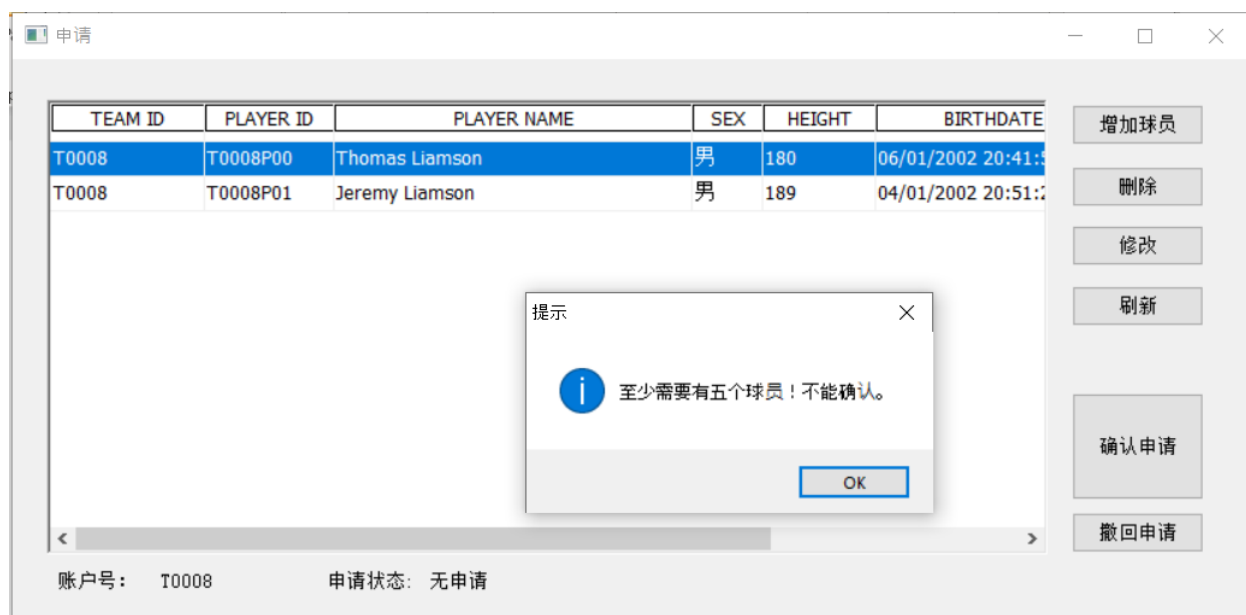 申请
TEAM ID PLAYER ID PLAYER NAME SEX HEIGHT BIRTHDATE
T0008 T0008P00 Thomas Liamson 男 180 06/01/2002 20:41:5
T0008 T0008P01 Jeremy Liamson 男 189 04/01/2002 20:51:2
增加球员
删除
修改
刷新
提示
至少需要有五个球员！不能确认。
OK
确认申请
撤回申请
账户号： T0008 申请状态: 无申请